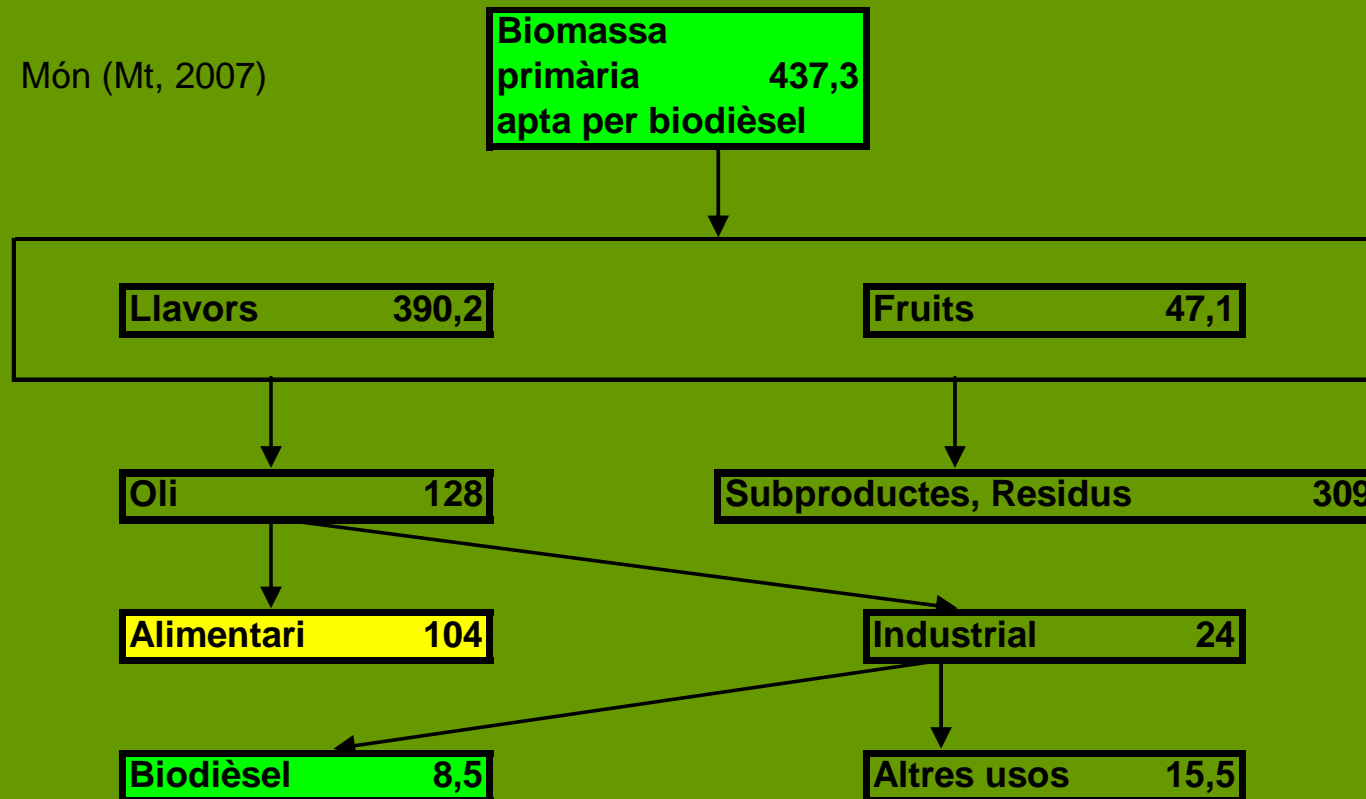 Món (Mt, 2007)
Biomassa
primària 437,3
apta per biodièsel
Llavors 390,2
Fruits 47,1
Oli 128
Subproductes, Residus 309
Alimentari 104
Industrial 24
Biodièsel 8,5
Altres usos 15,5